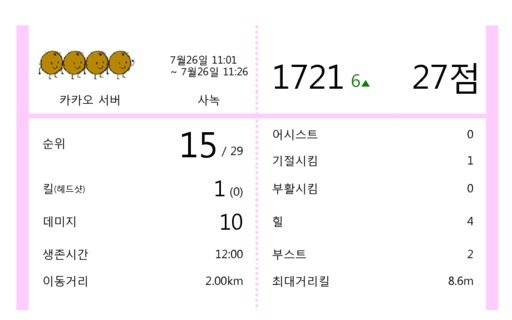 7월26일 11:01
~ 7월26일 11:26
카카오 서버
사녹
1721 6▲ 27점
순위 15 / 29
킬(헤드샷) 1 (0)
데미지 10
생존시간 12:00
이동거리 2.00km
어시스트 0
기절시킴 1
부활시킴 0
힐 4
부스트 2
최대거리킬 8.6m